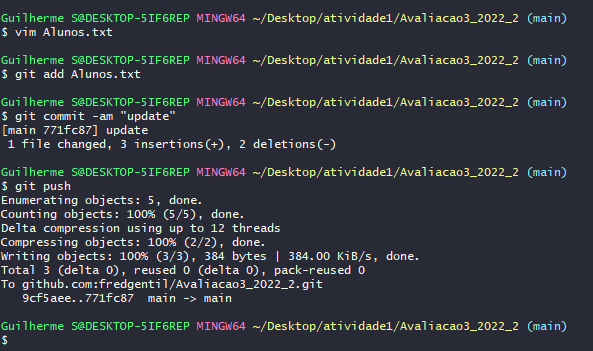 Guilherme S@DESKTOP-5IF6REP MINGW64 ~/Desktop/atividade1/Avaliacao3_2022_2 (main)
$ vim Alunos.txt
Guilherme S@DESKTOP-5IF6REP MINGW64 ~/Desktop/atividade1/Avaliacao3_2022_2 (main)
$ git add Alunos.txt
Guilherme S@DESKTOP-5IF6REP MINGW64 ~/Desktop/atividade1/Avaliacao3_2022_2 (main)
$ git commit -am "update"
[main 771fc87] update
1 file changed, 3 insertions(+), 2 deletions(-)
Guilherme S@DESKTOP-5IF6REP MINGW64 ~/Desktop/atividade1/Avaliacao3_2022_2 (main)
$ git push
Enumerating objects: 5, done.
Counting objects: 100% (5/5), done.
Delta compression using up to 12 threads
Compressing objects: 100% (2/2), done.
Writing objects: 100% (3/3), 384 bytes | 384.00 KiB/s, done.
Total 3 (delta 0), reused 0 (delta 0), pack-reused 0
To github.com:fredgentil/Avaliacao3_2022_2.git
9cf5aee..771fc87  main -> main
Guilherme S@DESKTOP-5IF6REP MINGW64 ~/Desktop/atividade1/Avaliacao3_2022_2 (main)
$